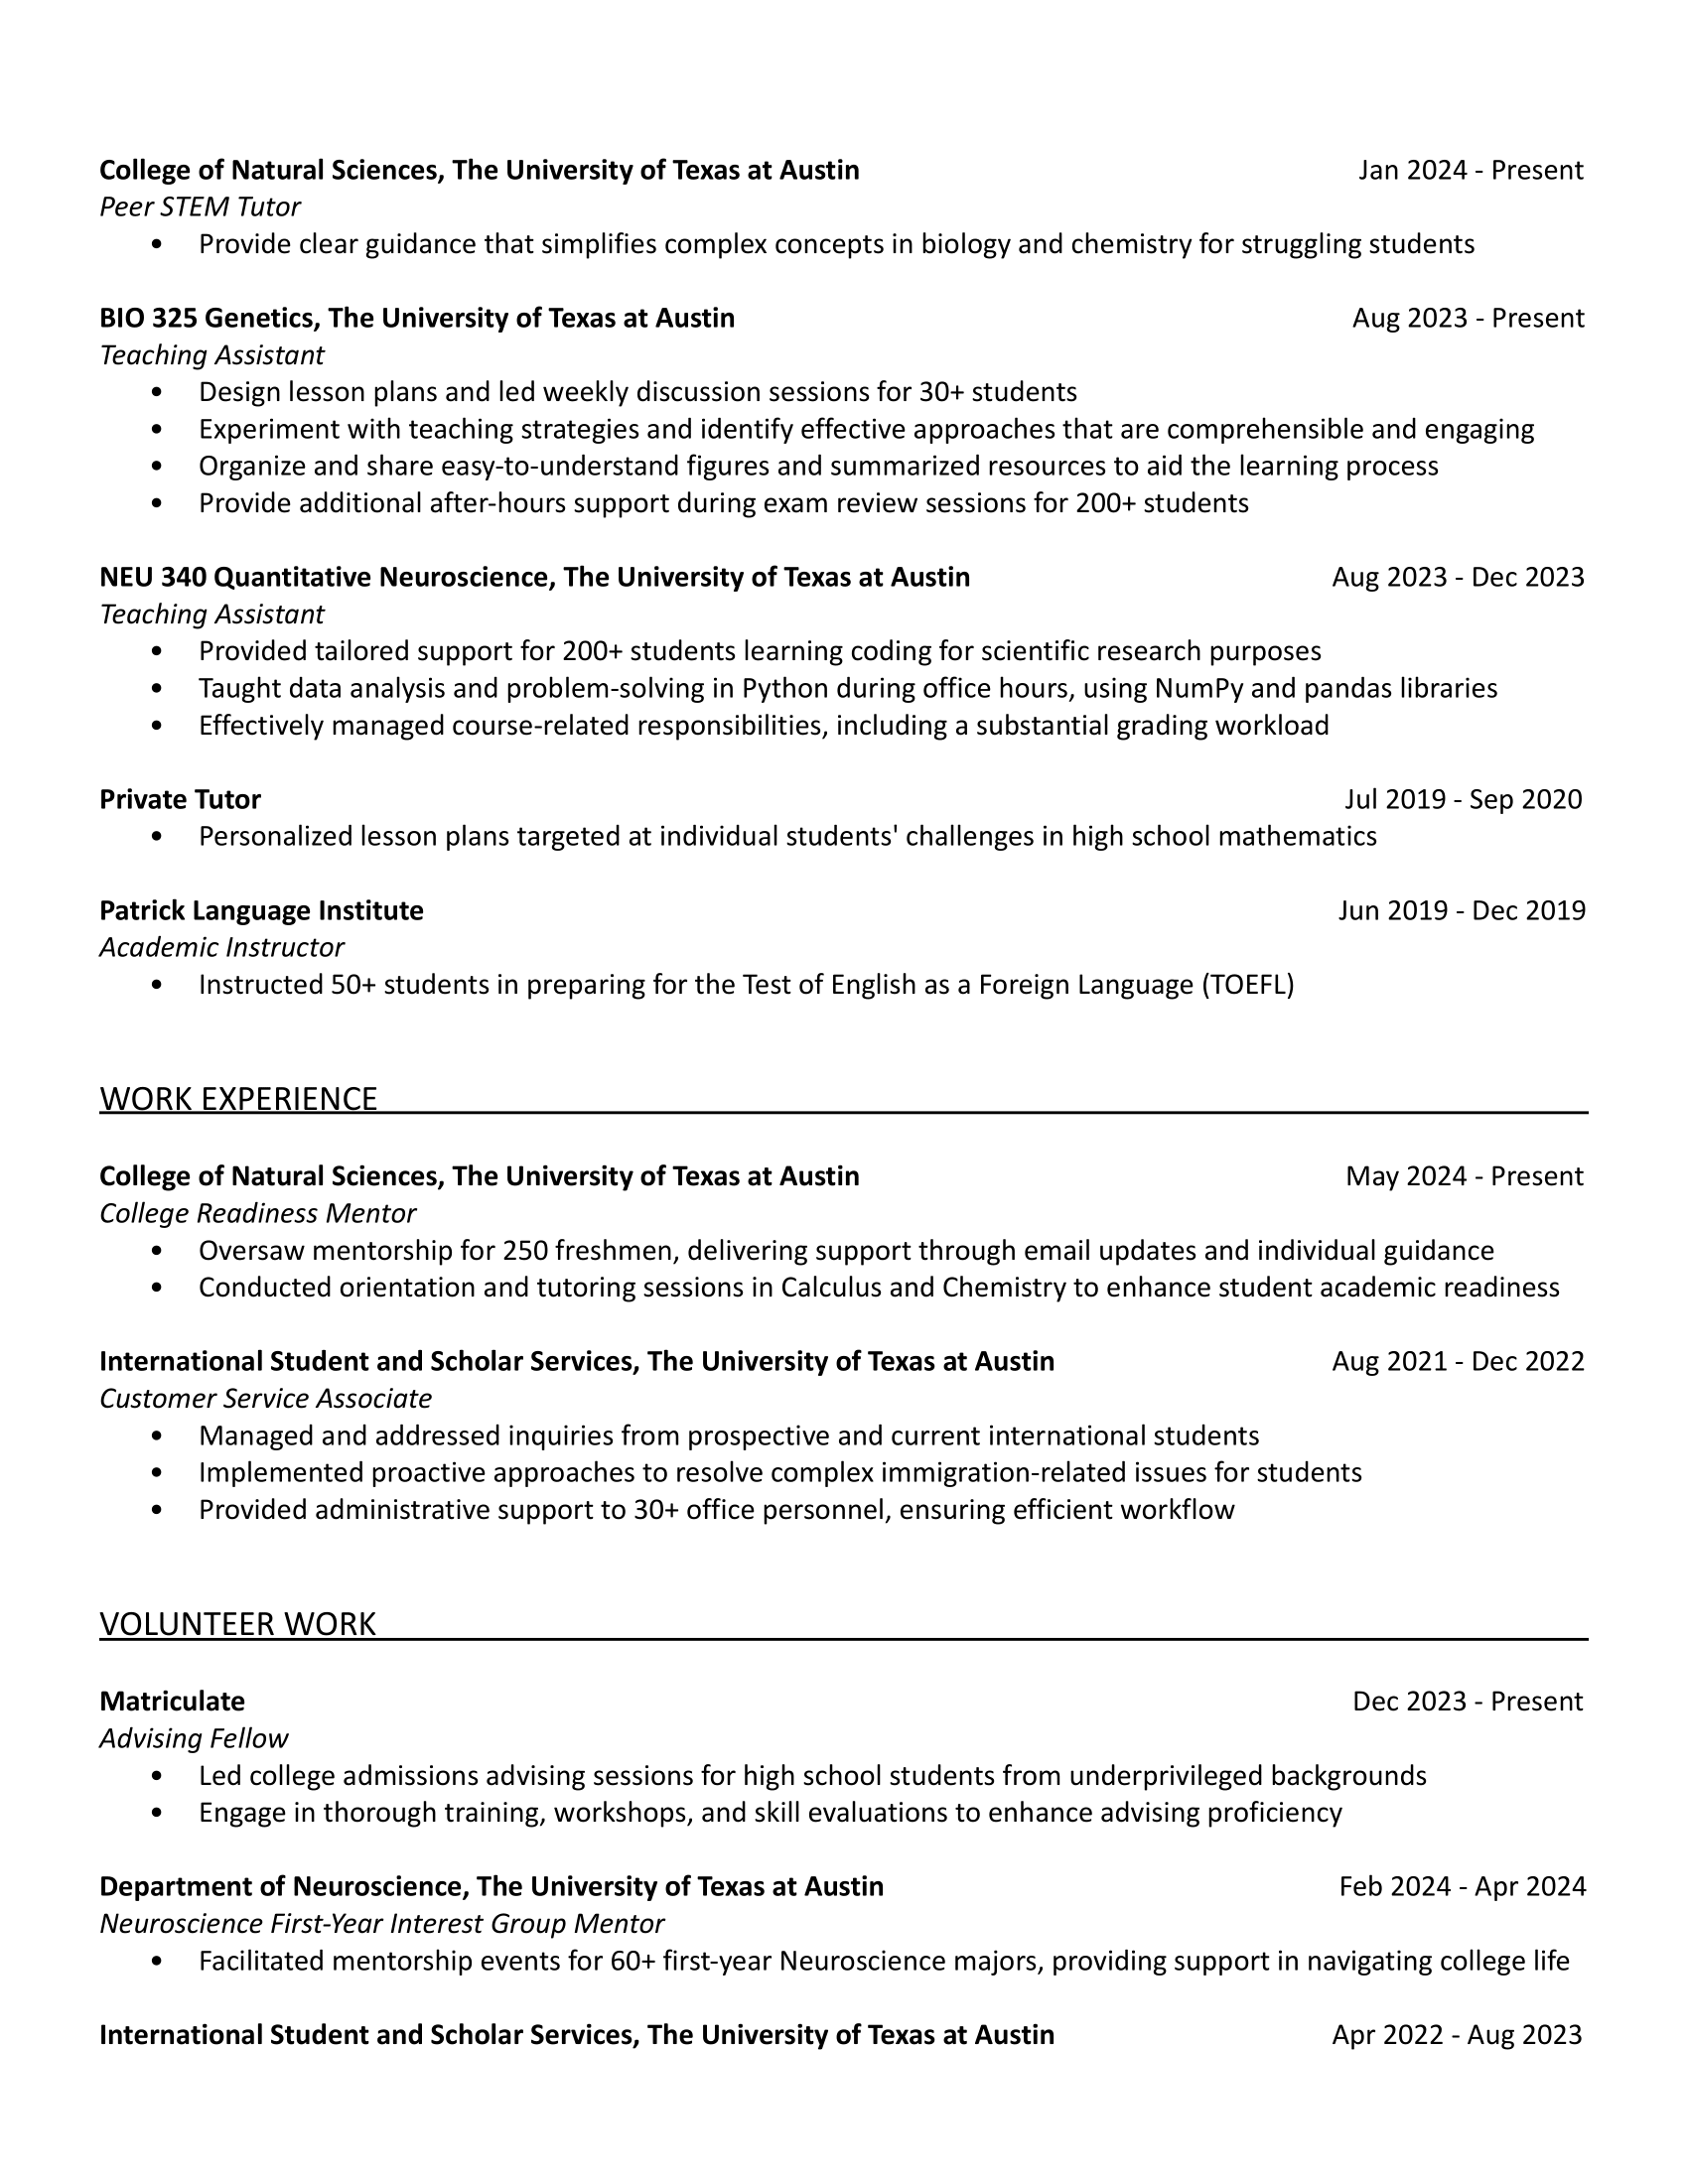 College of Natural Sciences, The University of Texas at Austin Jan 2024 - Present
Peer STEM Tutor
• Provide clear guidance that simplifies complex concepts in biology and chemistry for struggling students
BIO 325 Genetics, The University of Texas at Austin Aug 2023 - Present
Teaching Assistant
• Design lesson plans and led weekly discussion sessions for 30+ students
• Experiment with teaching strategies and identify effective approaches that are comprehensible and engaging
• Organize and share easy-to-understand figures and summarized resources to aid the learning process
• Provide additional after-hours support during exam review sessions for 200+ students
NEU 340 Quantitative Neuroscience, The University of Texas at Austin Aug 2023 - Dec 2023
Teaching Assistant
• Provided tailored support for 200+ students learning coding for scientific research purposes
• Taught data analysis and problem-solving in Python during office hours, using NumPy and pandas libraries
• Effectively managed course-related responsibilities, including a substantial grading workload
Private Tutor Jul 2019 - Sep 2020
• Personalized lesson plans targeted at individual students' challenges in high school mathematics
Patrick Language Institute Jun 2019 - Dec 2019
Academic Instructor
• Instructed 50+ students in preparing for the Test of English as a Foreign Language (TOEFL)
WORK EXPERIENCE
College of Natural Sciences, The University of Texas at Austin May 2024 - Present
College Readiness Mentor
• Oversaw mentorship for 250 freshmen, delivering support through email updates and individual guidance
• Conducted orientation and tutoring sessions in Calculus and Chemistry to enhance student academic readiness
International Student and Scholar Services, The University of Texas at Austin Aug 2021 - Dec 2022
Customer Service Associate
• Managed and addressed inquiries from prospective and current international students
• Implemented proactive approaches to resolve complex immigration-related issues for students
• Provided administrative support to 30+ office personnel, ensuring efficient workflow
VOLUNTEER WORK
Matriculate Dec 2023 - Present
Advising Fellow
• Led college admissions advising sessions for high school students from underprivileged backgrounds
• Engage in thorough training, workshops, and skill evaluations to enhance advising proficiency
Department of Neuroscience, The University of Texas at Austin Feb 2024 - Apr 2024
Neuroscience First-Year Interest Group Mentor
• Facilitated mentorship events for 60+ first-year Neuroscience majors, providing support in navigating college life
International Student and Scholar Services, The University of Texas at Austin Apr 2022 - Aug 2023